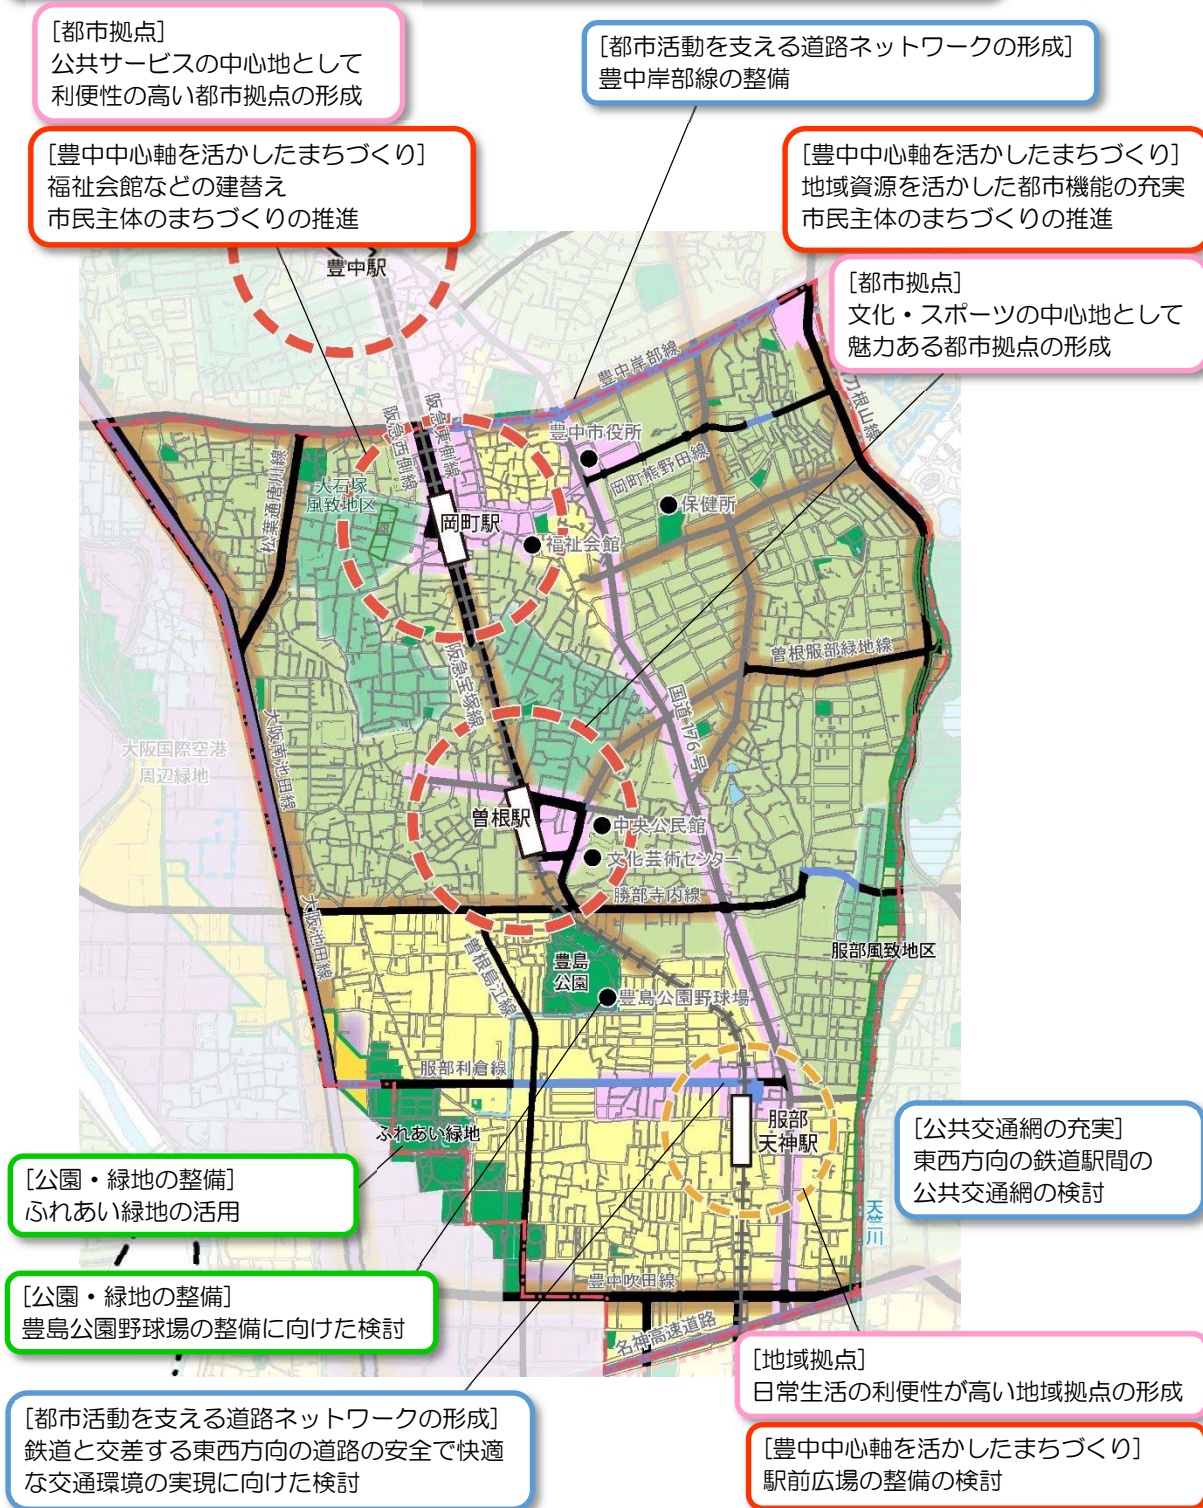 [都市拠点]
公共サービスの中心地として
利便性の高い都市拠点の形成
[都市活動を支える道路ネットワークの形成]
豊中岸部線の整備
[豊中中心軸を活かしたまちづくり]
福祉会館などの建替え
市民主体のまちづくりの推進
[豊中中心軸を活かしたまちづくり]
地域資源を活かした都市機能の充実
市民主体のまちづくりの推進
[都市拠点]
文化・スポーツの中心地として
魅力ある都市拠点の形成
豊中駅
豊中岸部線
刀根山線
阪急西側線
阪急東側線
豊中市役所
岡町熊野田線
松葉通唐川線
大石塚
風致地区
保健所
岡町駅
福祉会館
阪急宝塚線
曽根服部緑地線
国道176号
大阪国際空港
周辺緑地
大阪南池田線
曽根駅
中央公民館
文化芸術センター
勝部寺内線
大阪池田線
曽根島江線
豊島
公園
服部風致地区
豊島公園野球場
服部利倉線
服部
天神駅
ふれあい緑地
[公共交通網の充実]
東西方向の鉄道駅間の
公共交通網の検討
[公園・緑地の整備]
ふれあい緑地の活用
天竺川
豊中吹田線
[公園・緑地の整備]
豊島公園野球場の整備に向けた検討
名神高速道路
[地域拠点]
日常生活の利便性が高い地域拠点の形成
[都市活動を支える道路ネットワークの形成]
鉄道と交差する東西方向の道路の安全で快適
な交通環境の実現に向けた検討
[豊中中心軸を活かしたまちづくり]
駅前広場の整備の検討